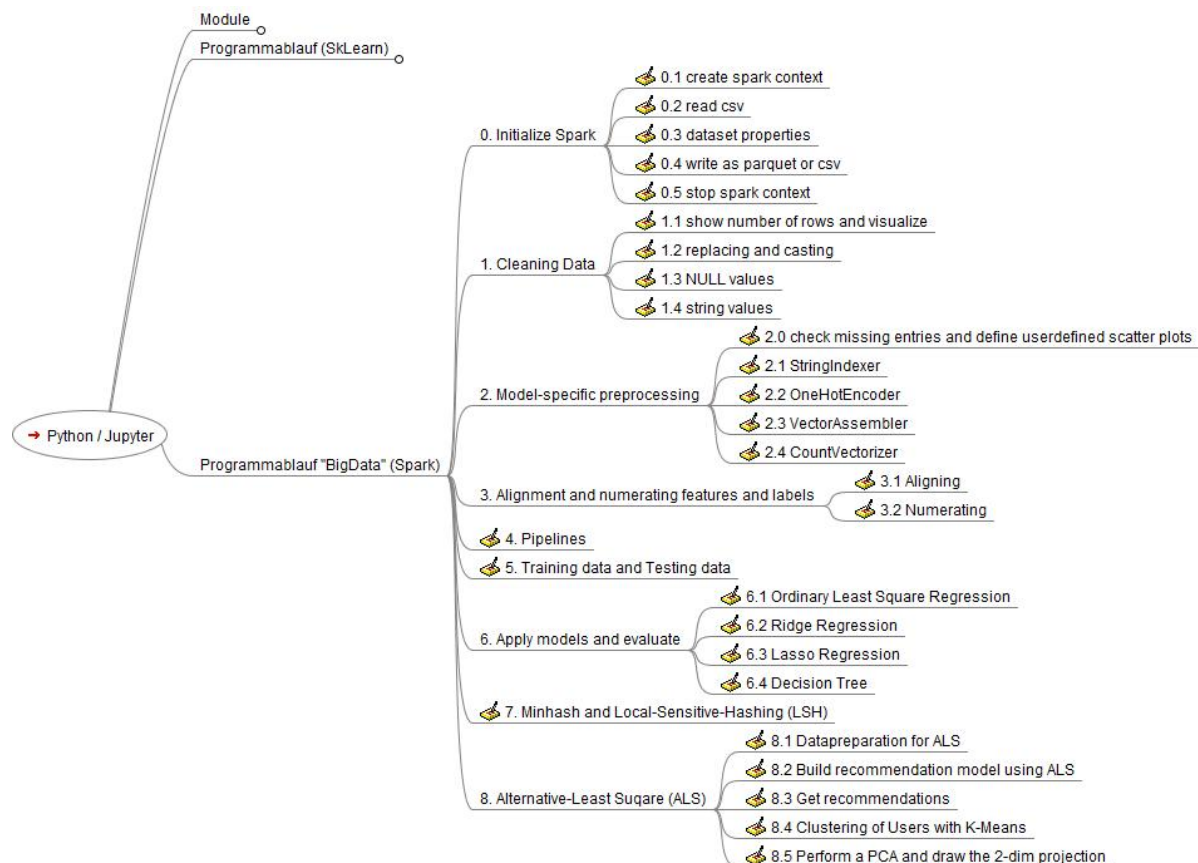 Module
Programmablauf (SkLearn)
Python / Jupyter
Programmablauf "BigData" (Spark)
0. Initialize Spark
0.1 create spark context
0.2 read csv
0.3 dataset properties
0.4 write as parquet or csv
0.5 stop spark context
1. Cleaning Data
1.1 show number of rows and visualize
1.2 replacing and casting
1.3 NULL values
1.4 string values
2. Model-specific preprocessing
2.0 check missing entries and define userdefined scatter plots
2.1 StringIndexer
2.2 OneHotEncoder
2.3 VectorAssembler
2.4 CountVectorizer
3. Alignment and numerating features and labels
3.1 Aligning
3.2 Numerating
4. Pipelines
5. Training data and Testing data
6. Apply models and evaluate
6.1 Ordinary Least Square Regression
6.2 Ridge Regression
6.3 Lasso Regression
6.4 Decision Tree
7. Minhash and Local-Sensitive-Hashing (LSH)
8. Alternative-Least Suqare (ALS)
8.1 Datapreparation for ALS
8.2 Build recommendation model using ALS
8.3 Get recommendations
8.4 Clustering of Users with K-Means
8.5 Perform a PCA and draw the 2-dim projection